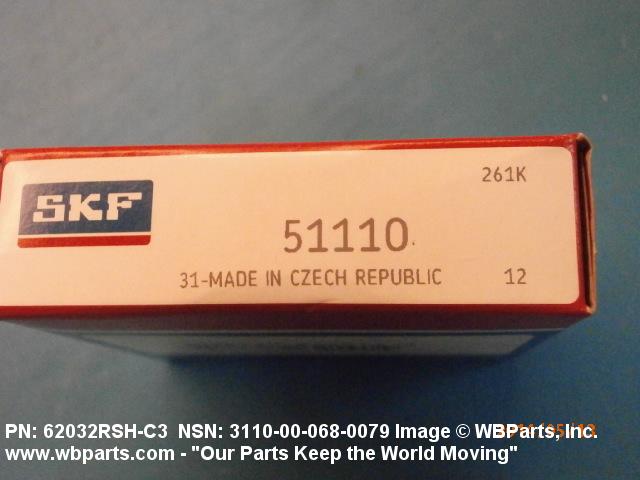 261K
SKF
51110
31-MADE IN CZECH REPUBLIC 12
PN: 62032RSH-C3 NSN: 3110-00-068-0079 Image © WBParts, Inc.
www.wbparts.com - "Our Parts Keep the World Moving"